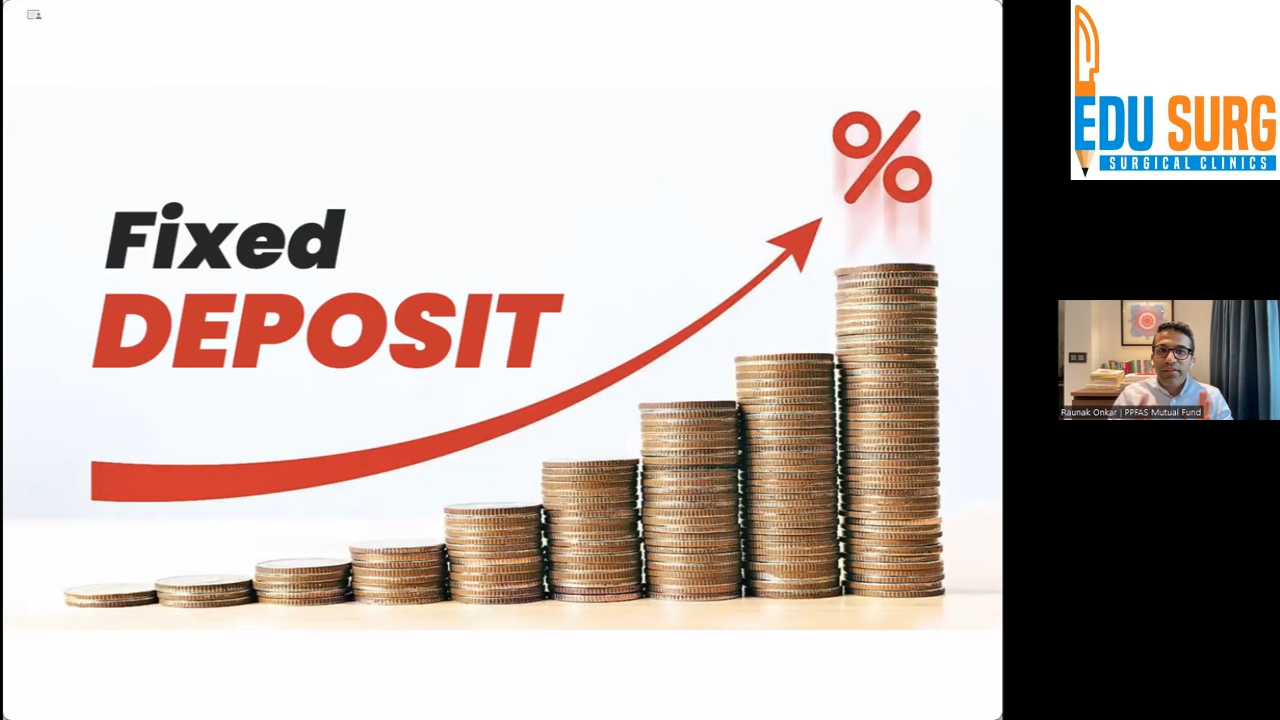 Fixed
DEPOSIT
%
EDU SURG
SURGICAL CLINICS
Raunak Onkar | PPFAS Mutual Fund